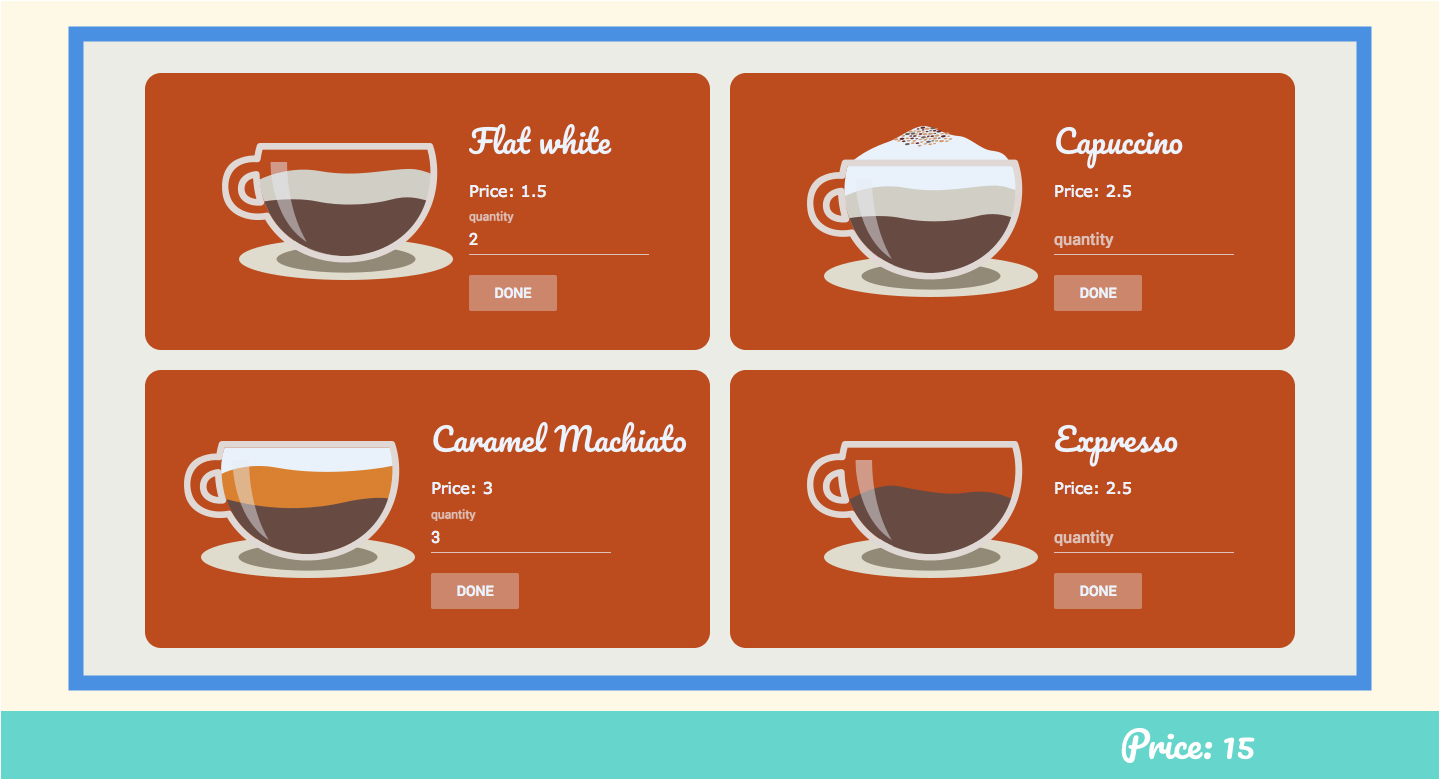 Flat white
Price: 1.5
quantity
2
DONE
Capuccino
Price: 2.5
quantity
DONE
Caramel Machiato
Price: 3
quantity
3
DONE
Expresso
Price: 2.5
quantity
DONE
Price: 15